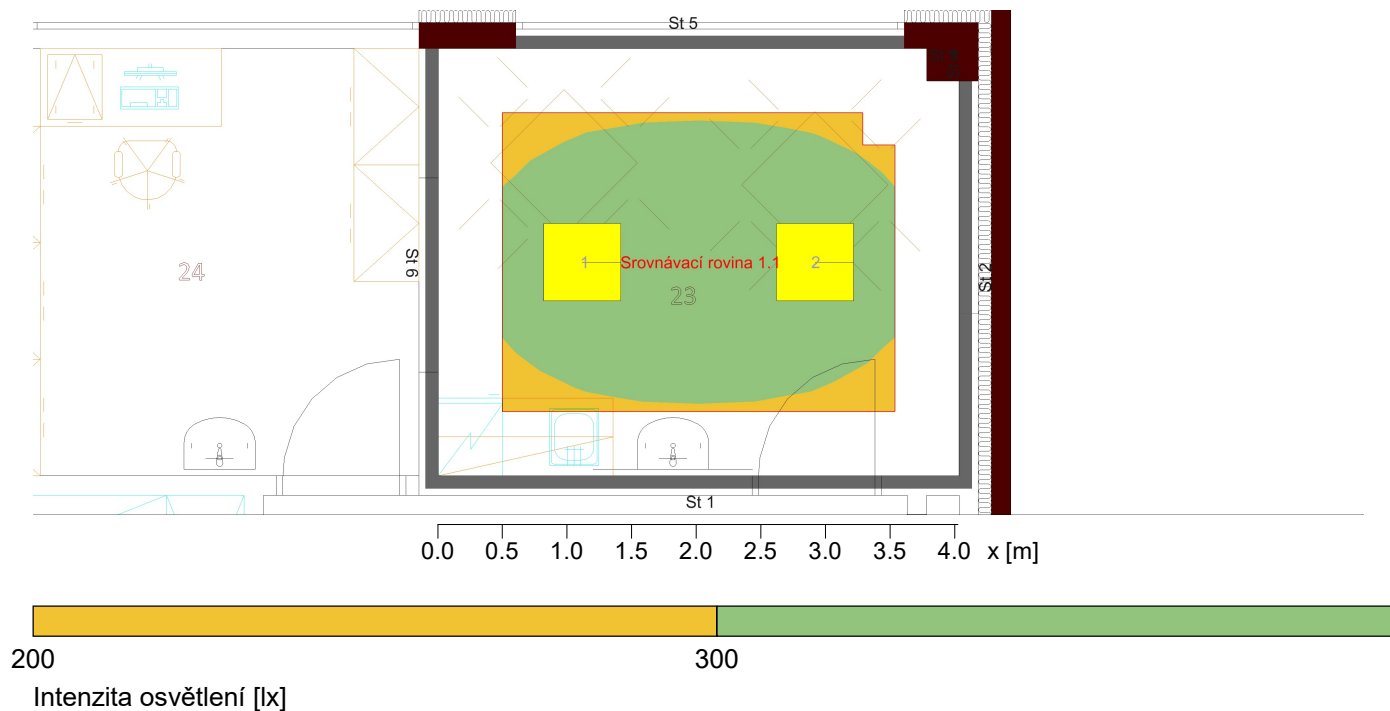 St 5
24
St 6
1
Srovnávací rovina 1.1
2
23
St 2
St 1
0.0 0.5 1.0 1.5 2.0 2.5 3.0 3.5 4.0 x [m]
200 300
Intenzita osvětlení [lx]